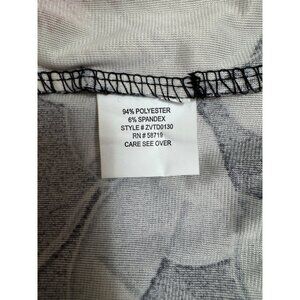 94% POLYESTER
6% SPANDEX
STYLE # ZVTD0130
RN # 58719
CARE SEE OVER